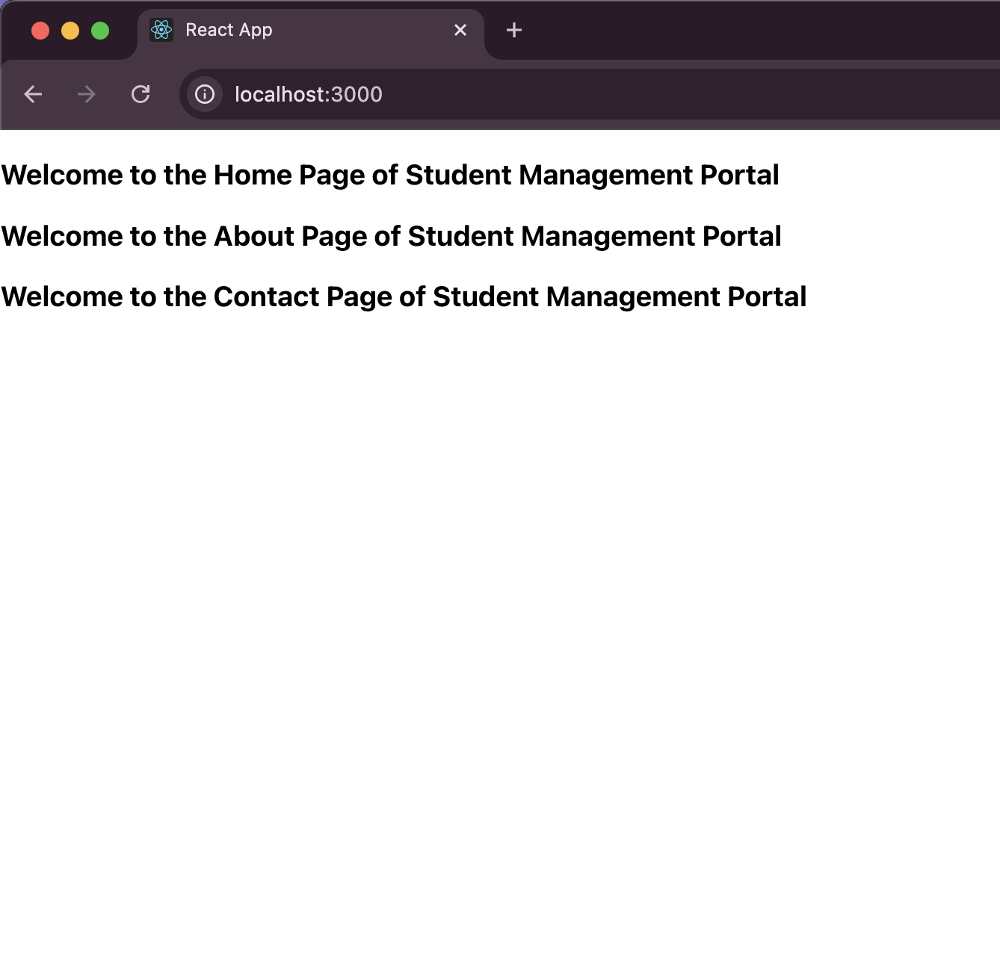 React App
localhost:3000
Welcome to the Home Page of Student Management Portal
Welcome to the About Page of Student Management Portal
Welcome to the Contact Page of Student Management Portal